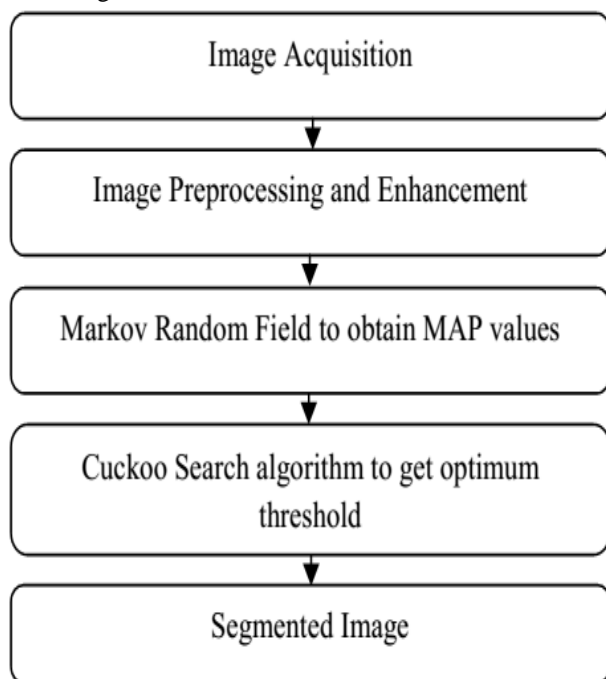 Image Acquisition
Image Preprocessing and Enhancement
Markov Random Field to obtain MAP values
Cuckoo Search algorithm to get optimum
threshold
Segmented Image